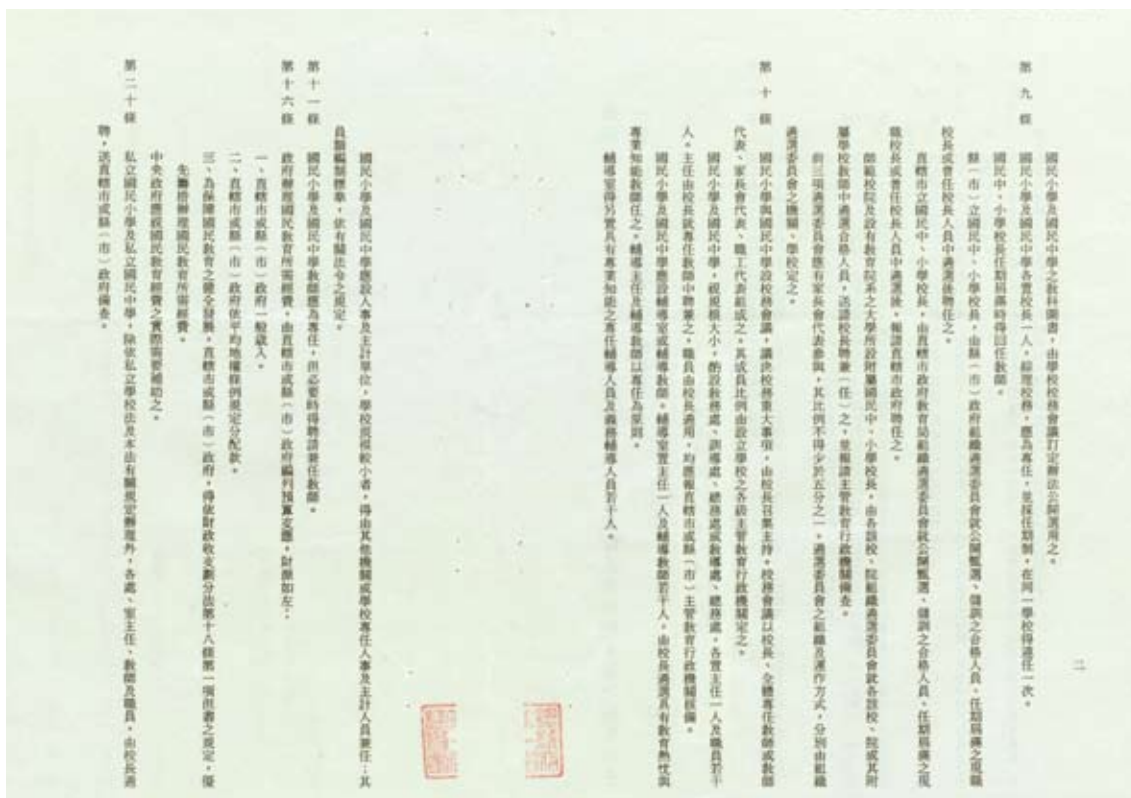 二
國民小學及國民中學之教科圖書，由學校校務會議訂定辦法公開選用之。
第九條　國民小學及國民中學各置校長一人，綜理校務，應為專任，並採任期制，在同一學校得連任一次。
國民中、小學校長任期屆滿時得回任教師。
縣（市）立國民中、小學校長，由縣（市）政府組織遴選委員會就公開甄選、儲訓之合格人員、任期屆滿之現職
校長或曾任校長人員中遴選後聘任之。
直轄市立國民中、小學校長，由直轄市政府教育局組織遴選委員會就公開甄選、儲訓之合格人員、任期屆滿之現
職校長或曾任校長人員中遴選後，報請直轄市政府聘任之。
師範校院及設有教育院系之大學所設附屬國民中、小學校長，由各該校、院組織遴選委員會就各該校、院或其附
屬學校教師中遴選合格人員，送請校長聘兼（任）之，並報請主管教育行政機關備查。
前三項遴選委員會應有家長會代表參與，其比例不得少於五分之一。遴選委員會之組織及運作方式，分別由組織
遴選委員會之機關、學校定之。
第十條　國民小學與國民中學設校務會議，議決校務重大事項，由校長召集主持。校務會議以校長、全體專任教師或教師
代表、家長會代表、職工代表組成之。其成員比例由設立學校之各級主管教育行政機關定之。
國民小學及國民中學，視規模大小，酌設教務處、訓導處、總務處或教導處、總務處，各置主任一人及職員若干
人。主任由校長就專任教師中聘兼之，職員由校長遴用，均應報直轄市或縣（市）主管教育行政機關核備。
國民小學及國民中學應設輔導室或輔導教師。輔導室置主任一人及輔導教師若干人，由校長遴選具有教育熱忱與
專業知能教師任之。輔導主任及輔導教師以專任為原則。
輔導室得另置具有專業知能之專任輔導人員及義務輔導人員若干人。
國民小學及國民中學應設人事及主計單位，學校規模較小者，得由其他機關或學校專任人事及主計人員兼任；其
員額編制標準，依有關法令之規定。
第十一條　國民小學及國民中學教師應為專任，但必要時得聘請兼任教師。
第十六條　政府辦理國民教育所需經費，由直轄市或縣（市）政府編列預算支應，財源如左：
一、直轄市或縣（市）政府一般歲入。
二、直轄市或縣（市）政府依平均地權條例規定分配款。
三、為保障國民教育之健全發展，直轄市或縣（市）政府，得依財政收支劃分法第十八條第一項但書之規定，優
先籌措辦理國民教育所需經費。
中央政府應視國民教育經費之實際需要補助之。
第二十條　私立國民小學及私立國民中學，除依私立學校法及本法有關規定辦理外，各處、室主任、教師及職員，由校長遴
聘，送直轄市或縣（市）政府備查。